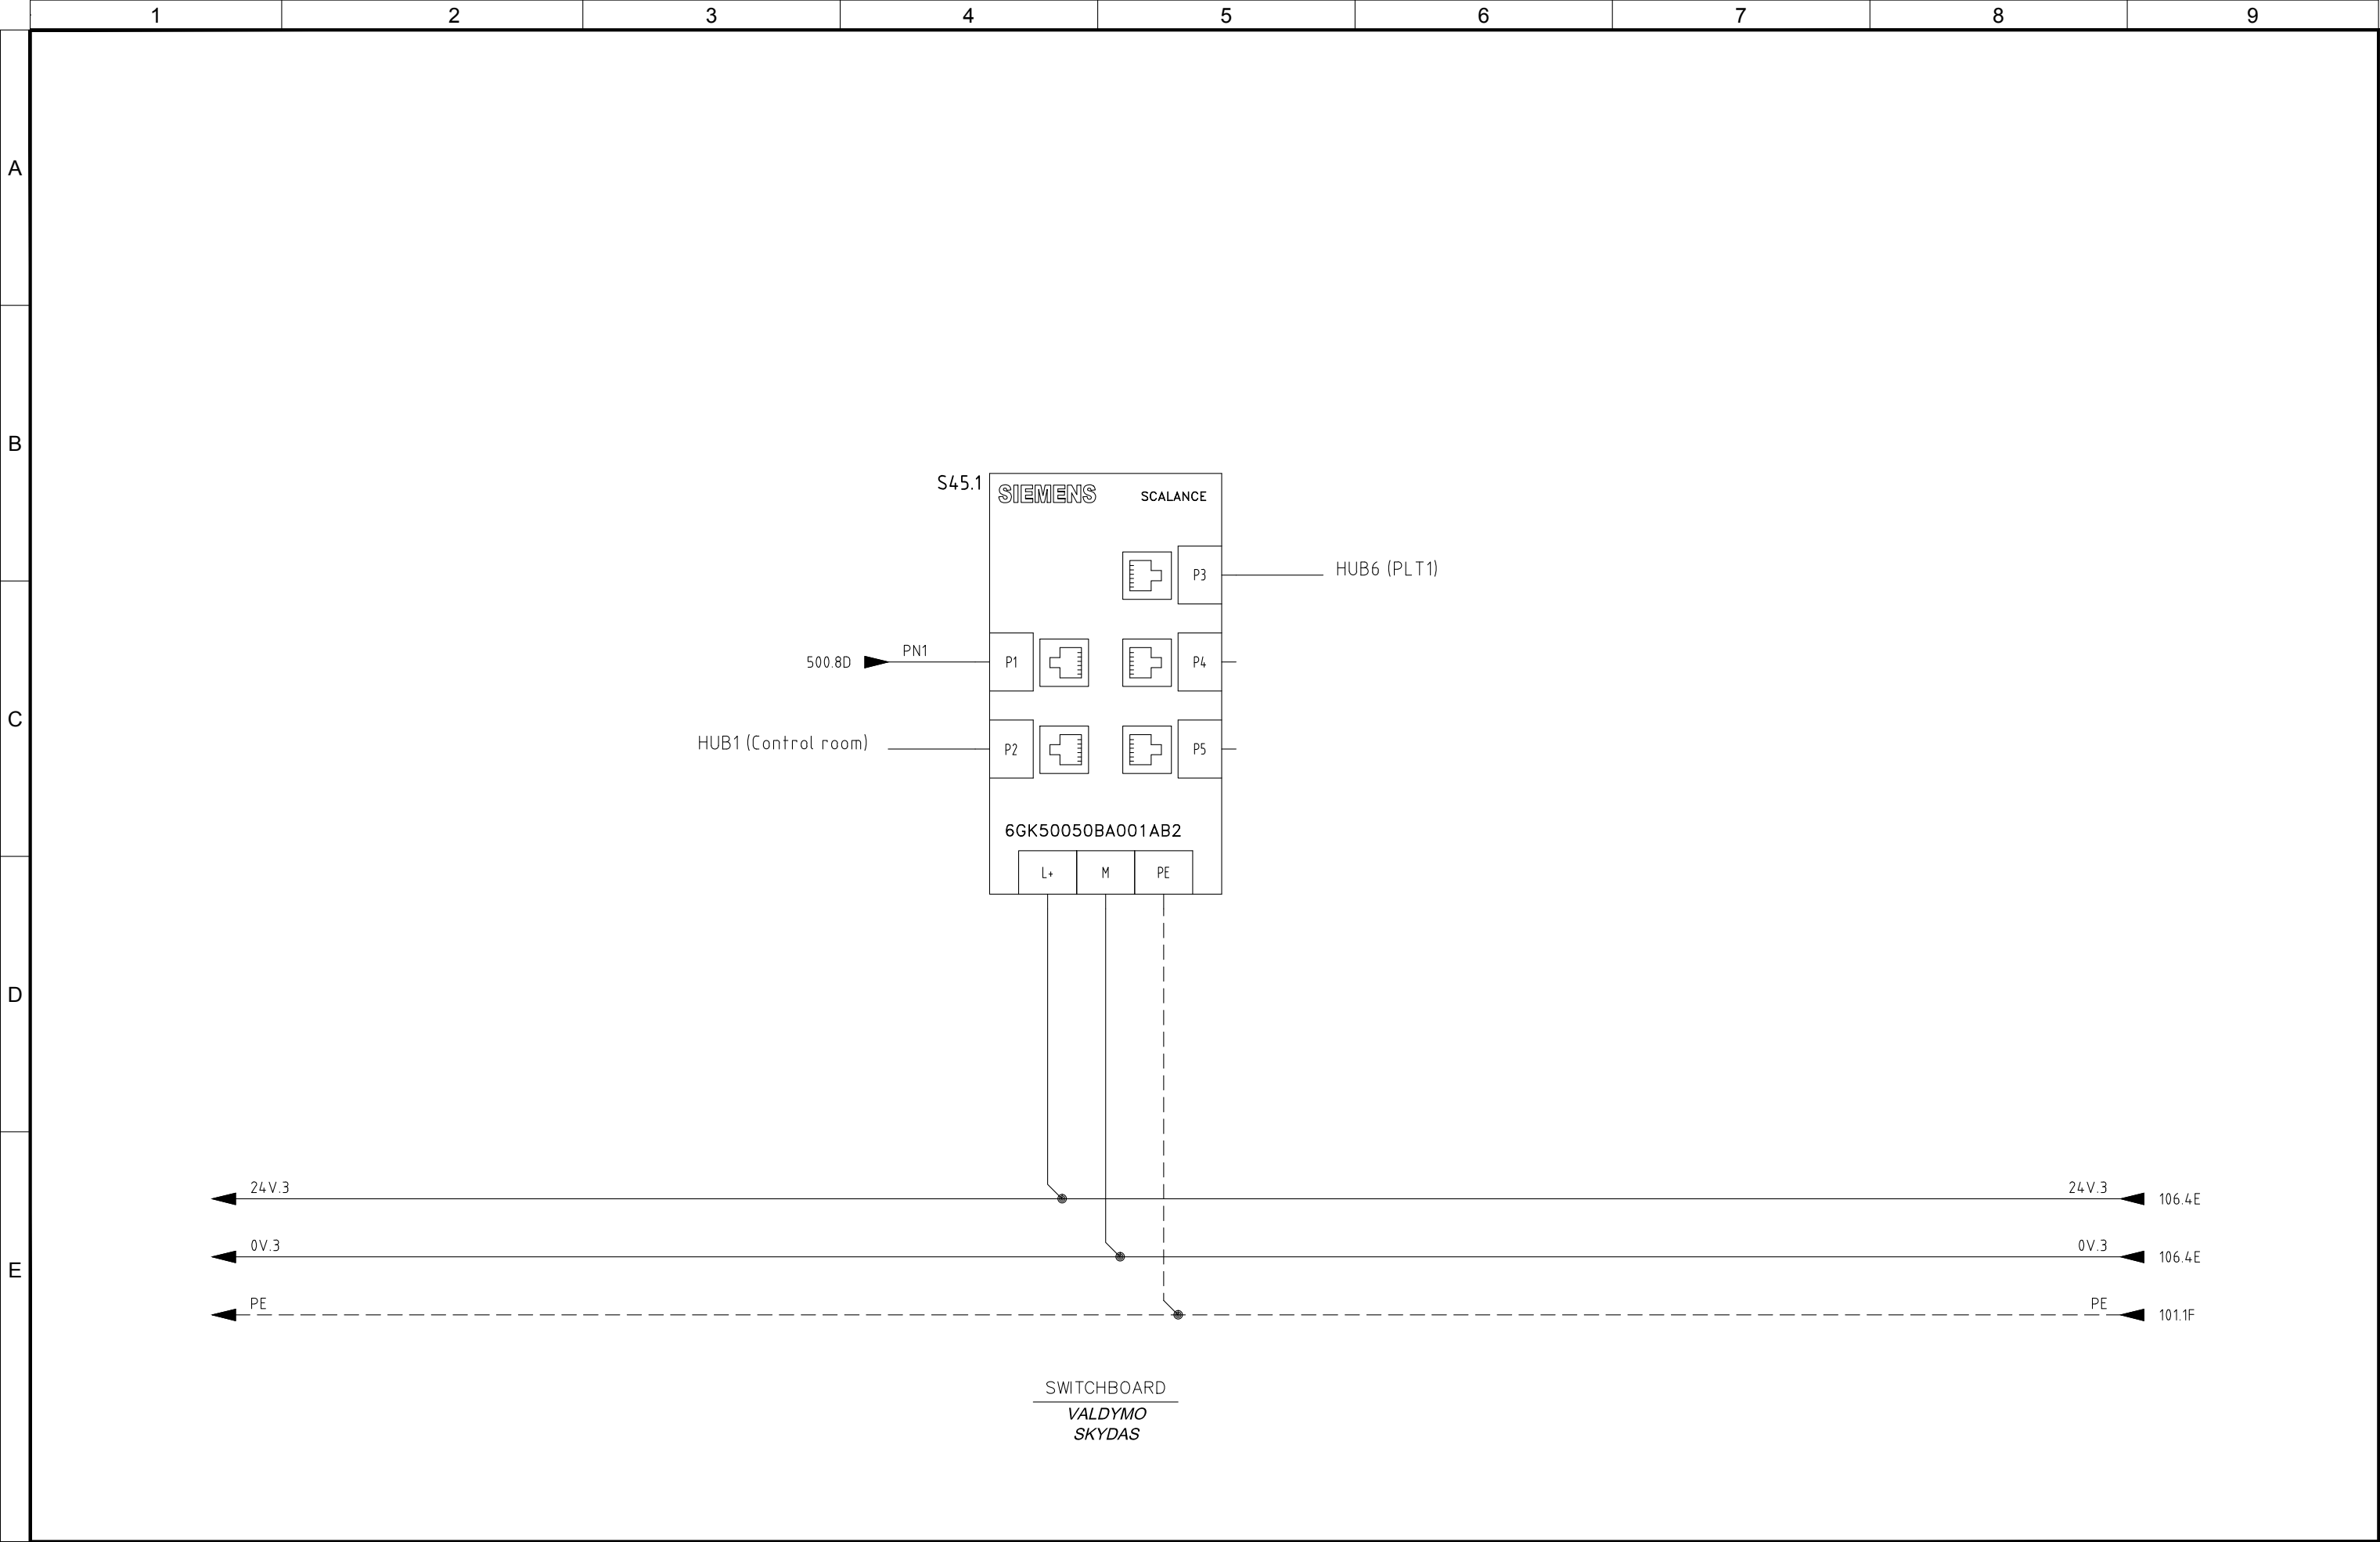 1 2 3 4 5 6 7 8 9
A
B
S45.1 SIEMENS SCALANCE
P3 HUB6 (PLT1)
500.8D PN1 P1 P4
C
HUB1 (Control room) P2 P5
6GK50050BA001AB2
L+ M PE
D
24V.3 24V.3 106.4E
0V.3 0V.3 106.4E
E
PE PE 101.1F
SWITCHBOARD
VALDYMO
SKYDAS